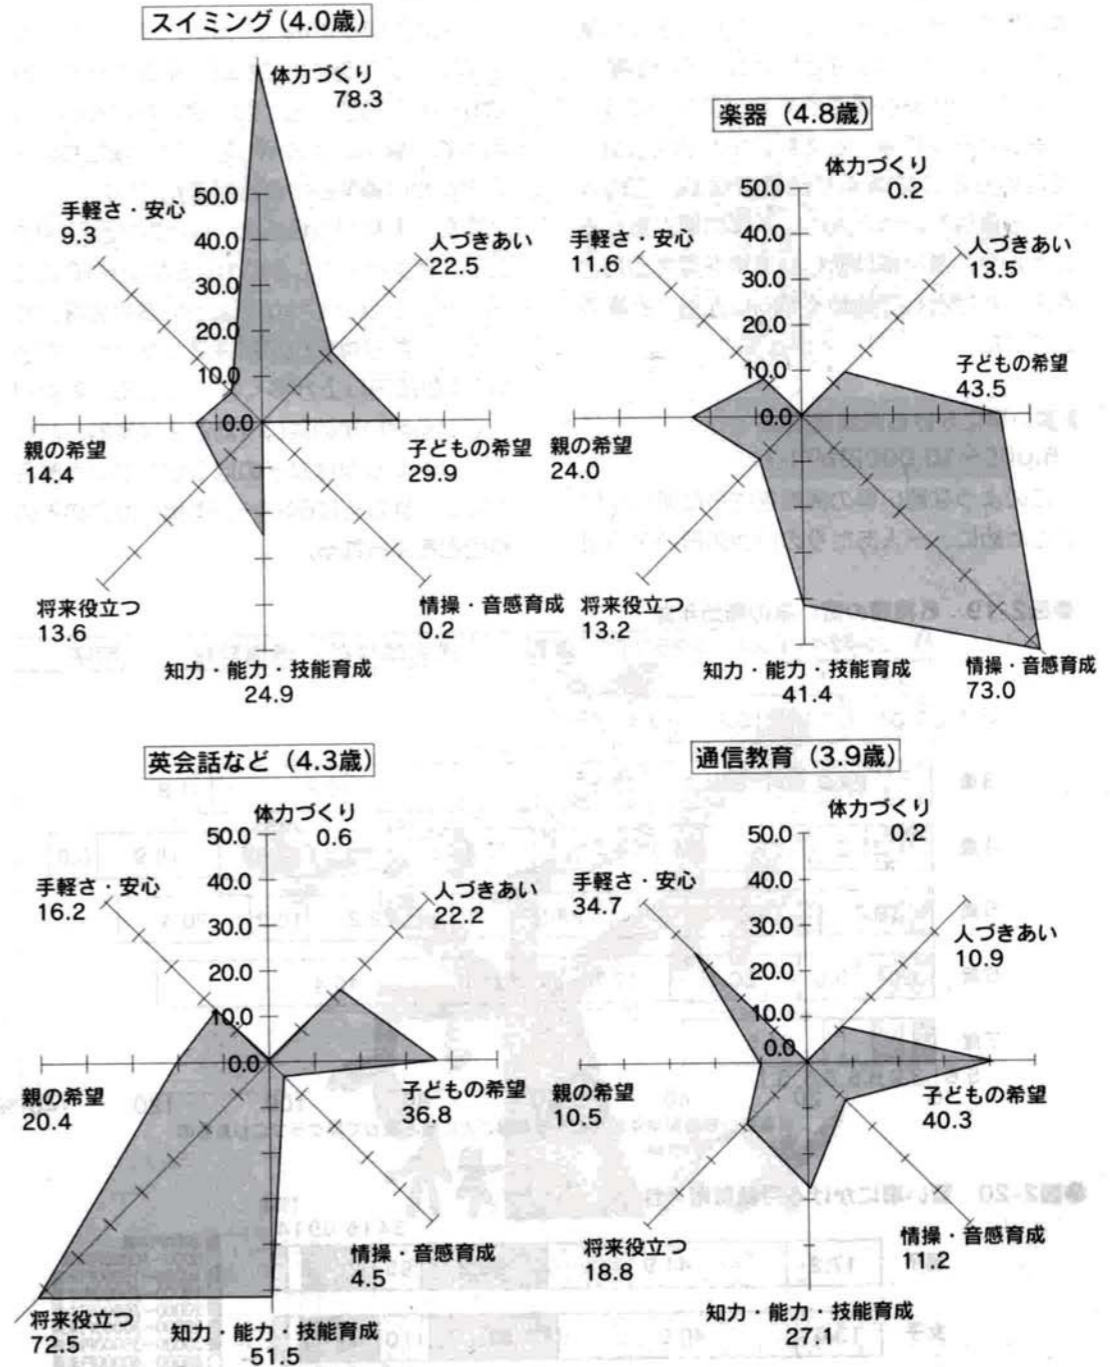 スイミング(4.0歳)
体力づくり
78.3
50.0
40.0
30.0
20.0
10.0
0.0
手軽さ・安心
9.3
人づきあい
22.5
親の希望
14.4
子どもの希望
29.9
将来役立つ
13.6
情操・音感育成
0.2
知力・能力・技能育成
24.9
楽器(4.8歳)
体力づくり
0.2
50.0
40.0
30.0
20.0
10.0
0.0
手軽さ・安心
11.6
人づきあい
13.5
子どもの希望
43.5
親の希望
24.0
将来役立つ
13.2
知力・能力・技能育成
41.4
情操・音感育成
73.0
英会話など(4.3歳)
体力づくり
0.6
50.0
40.0
30.0
20.0
10.0
0.0
手軽さ・安心
16.2
人づきあい
22.2
親の希望
20.4
子どもの希望
36.8
情操・音感育成
4.5
将来役立つ
72.5
知力・能力・技能育成
51.5
通信教育(3.9歳)
体力づくり
0.2
50.0
40.0
30.0
20.0
10.0
0.0
手軽さ・安心
34.7
人づきあい
10.9
親の希望
10.5
子どもの希望
40.3
将来役立つ
18.8
情操・音感育成
11.2
知力・能力・技能育成
27.1